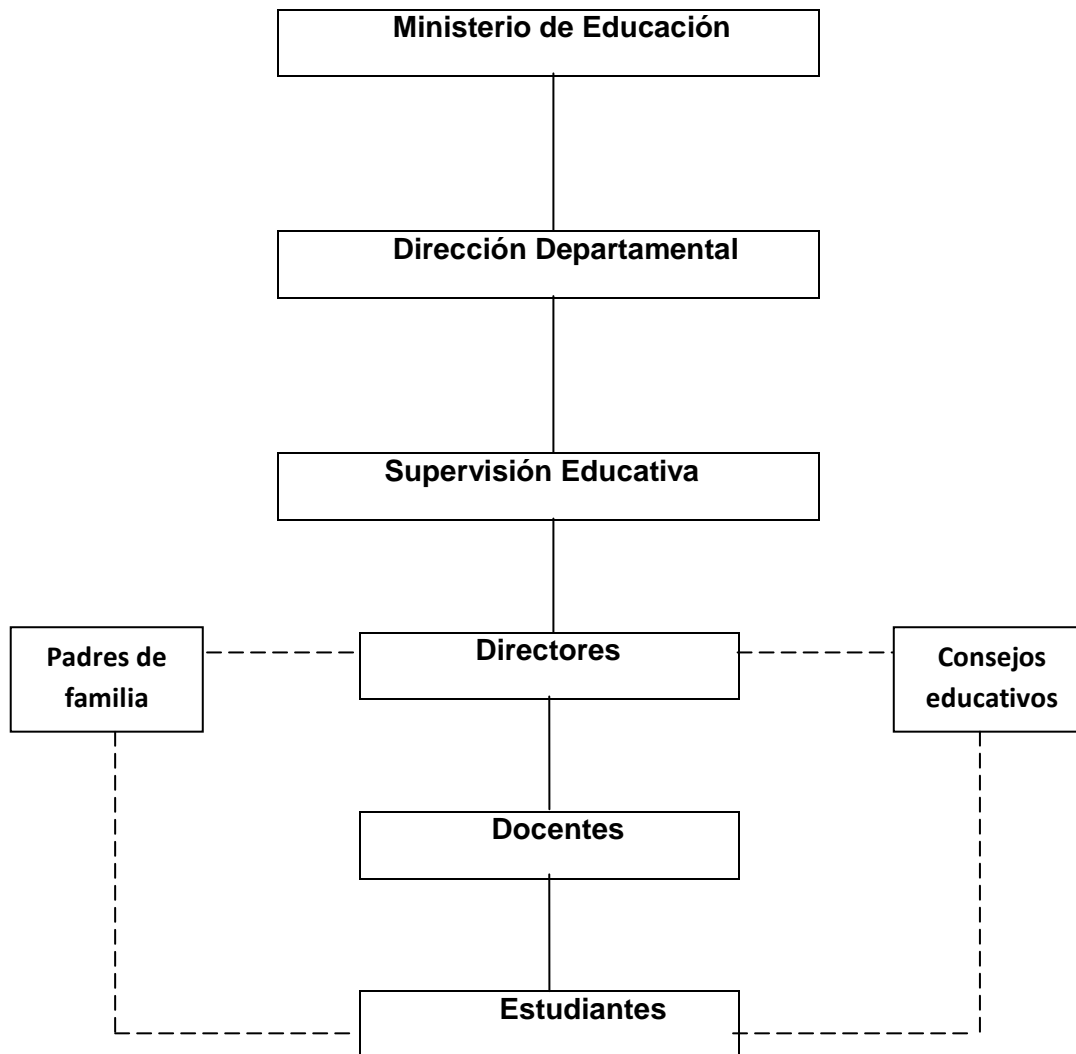 Ministerio de Educación
Dirección Departamental
Supervisión Educativa
Padres de
familia
Directores
Consejos
educativos
Docentes
Estudiantes